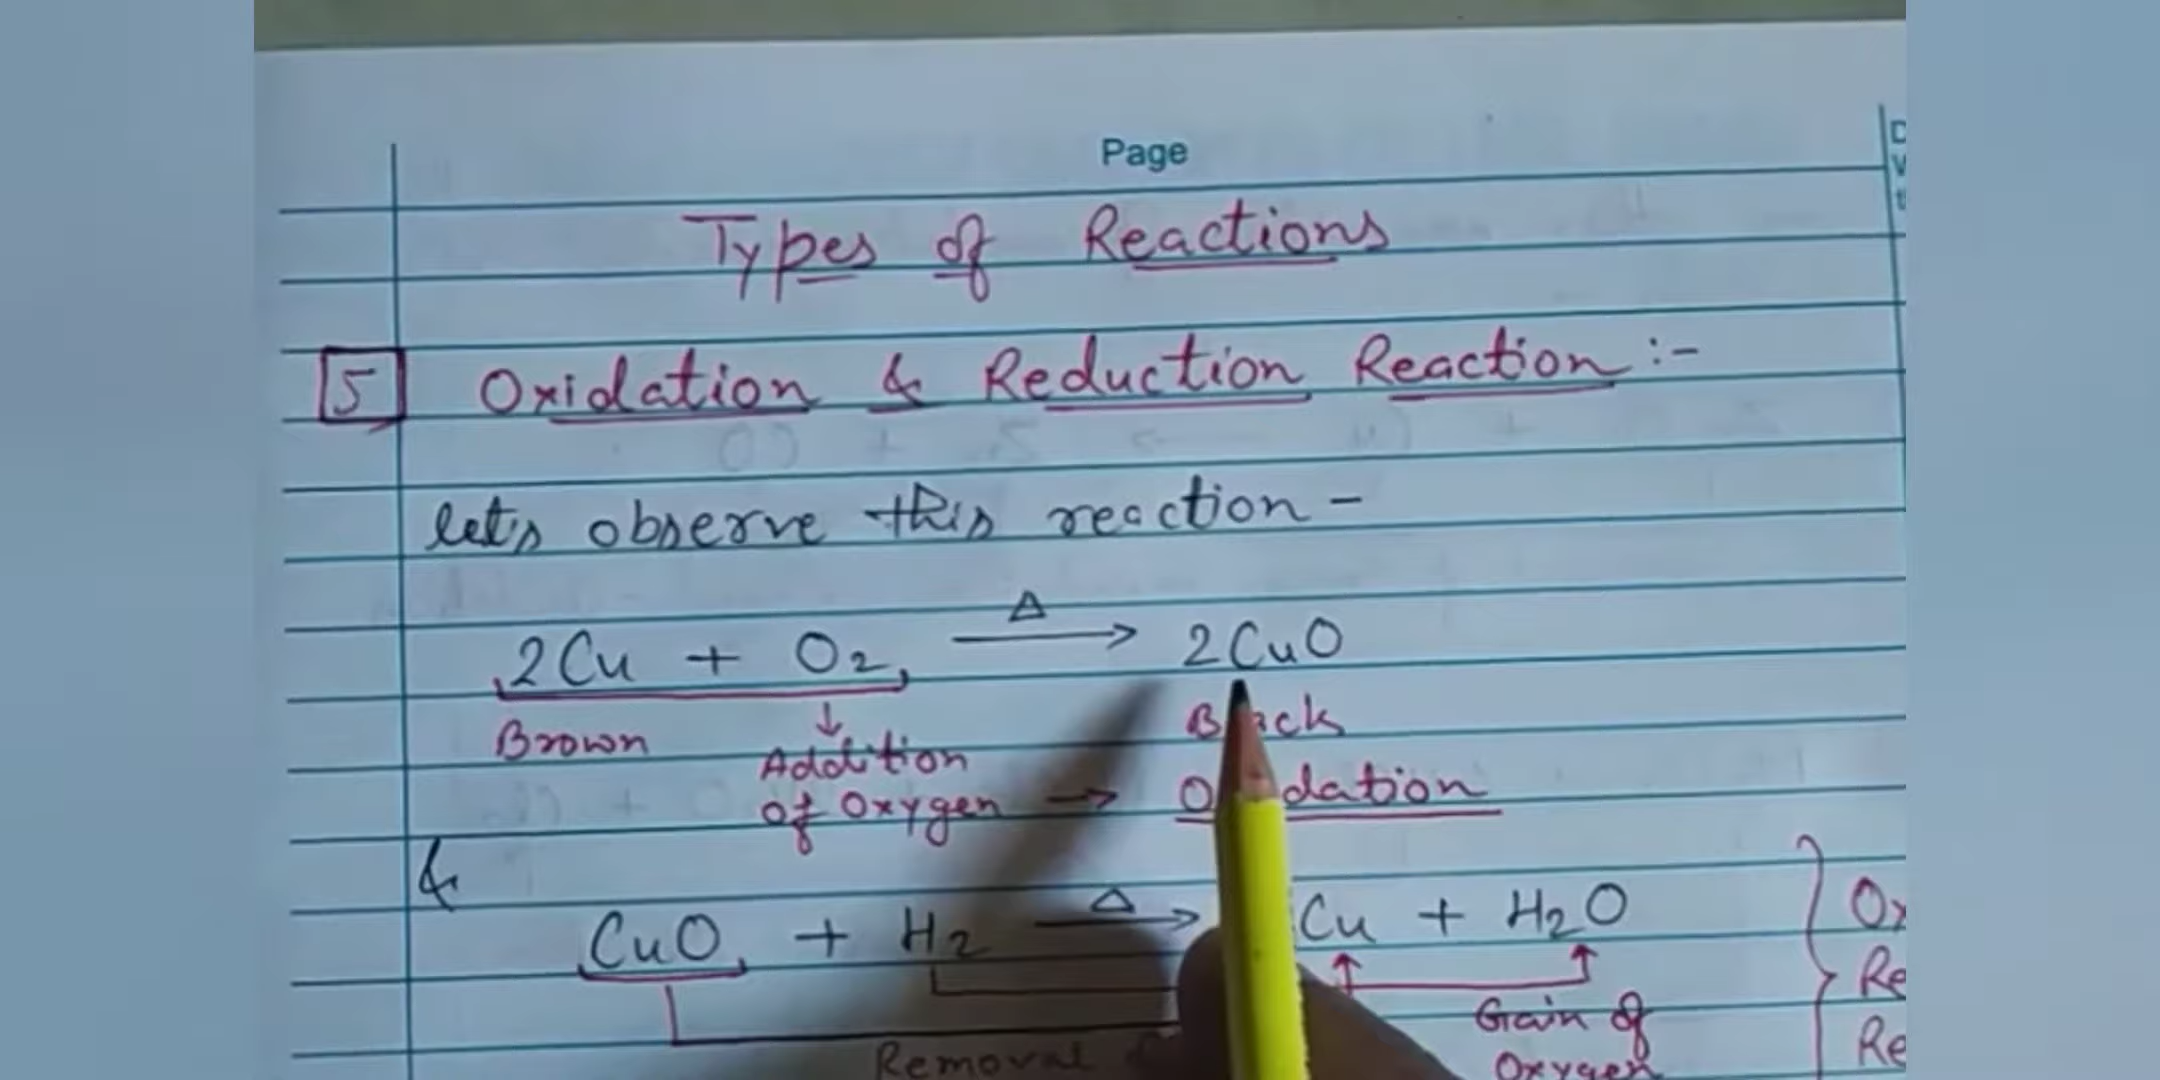 Page
Types of Reactions
5 Oxidation & Reduction Reaction :-
let's observe this reaction -
2Cu + O2 Δ → 2CuO
Brown
↓
Addition
of Oxygen →
&
CuO + H2 Δ → Cu + H2O
Gain of
Oxygen
Removal